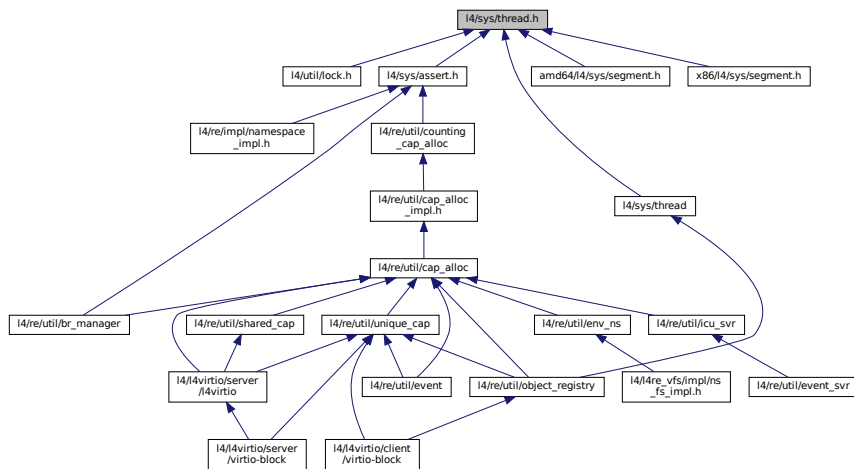 l4/sys/thread.h
l4/util/lock.h
l4/sys/assert.h
amd64/l4/sys/segment.h
x86/l4/sys/segment.h
l4/re/impl/namespace
_impl.h
l4/re/util/counting
_cap_alloc
l4/re/util/cap_alloc
_impl.h
l4/sys/thread
l4/re/util/cap_alloc
l4/re/util/br_manager
l4/re/util/shared_cap
l4/re/util/unique_cap
l4/re/util/env_ns
l4/re/util/icu_svr
l4/l4virtio/server
/l4virtio
l4/re/util/event
l4/re/util/object_registry
l4/l4re_vfs/impl/ns
_fs_impl.h
l4/re/util/event_svr
l4/l4virtio/server
/virtio-block
l4/l4virtio/client
/virtio-block